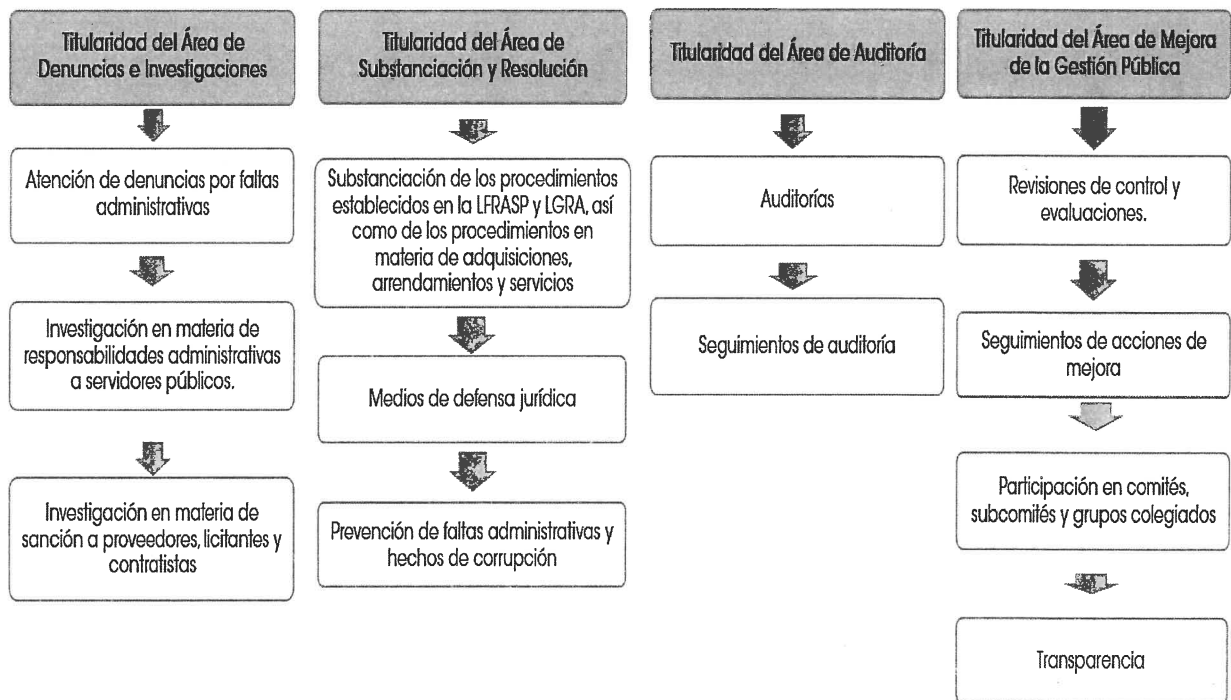 Titularidad del Área de
Denuncias e Investigaciones
Atención de denuncias por faltas
administrativas
Investigación en materia de
responsabilidades administrativas
a servidores públicos.
Investigación en materia de
sanción a proveedores, licitantes y
contratistas
Titularidad del Área de
Substanciación y Resolución
Substanciación de los procedimientos
establecidos en la LFRASP y LGRA, así
como de los procedimientos en
materia de adquisiciones,
arrendamientos y servicios
Medios de defensa jurídica
Prevención de faltas administrativas y
hechos de corrupción
Titularidad del Área de Auditoría
Auditorías
Seguimientos de auditoría
Titularidad del Área de Mejora
de la Gestión Pública
Revisiones de control y
evaluaciones.
Seguimientos de acciones de
mejora
Participación en comités,
subcomités y grupos colegiados
Transparencia